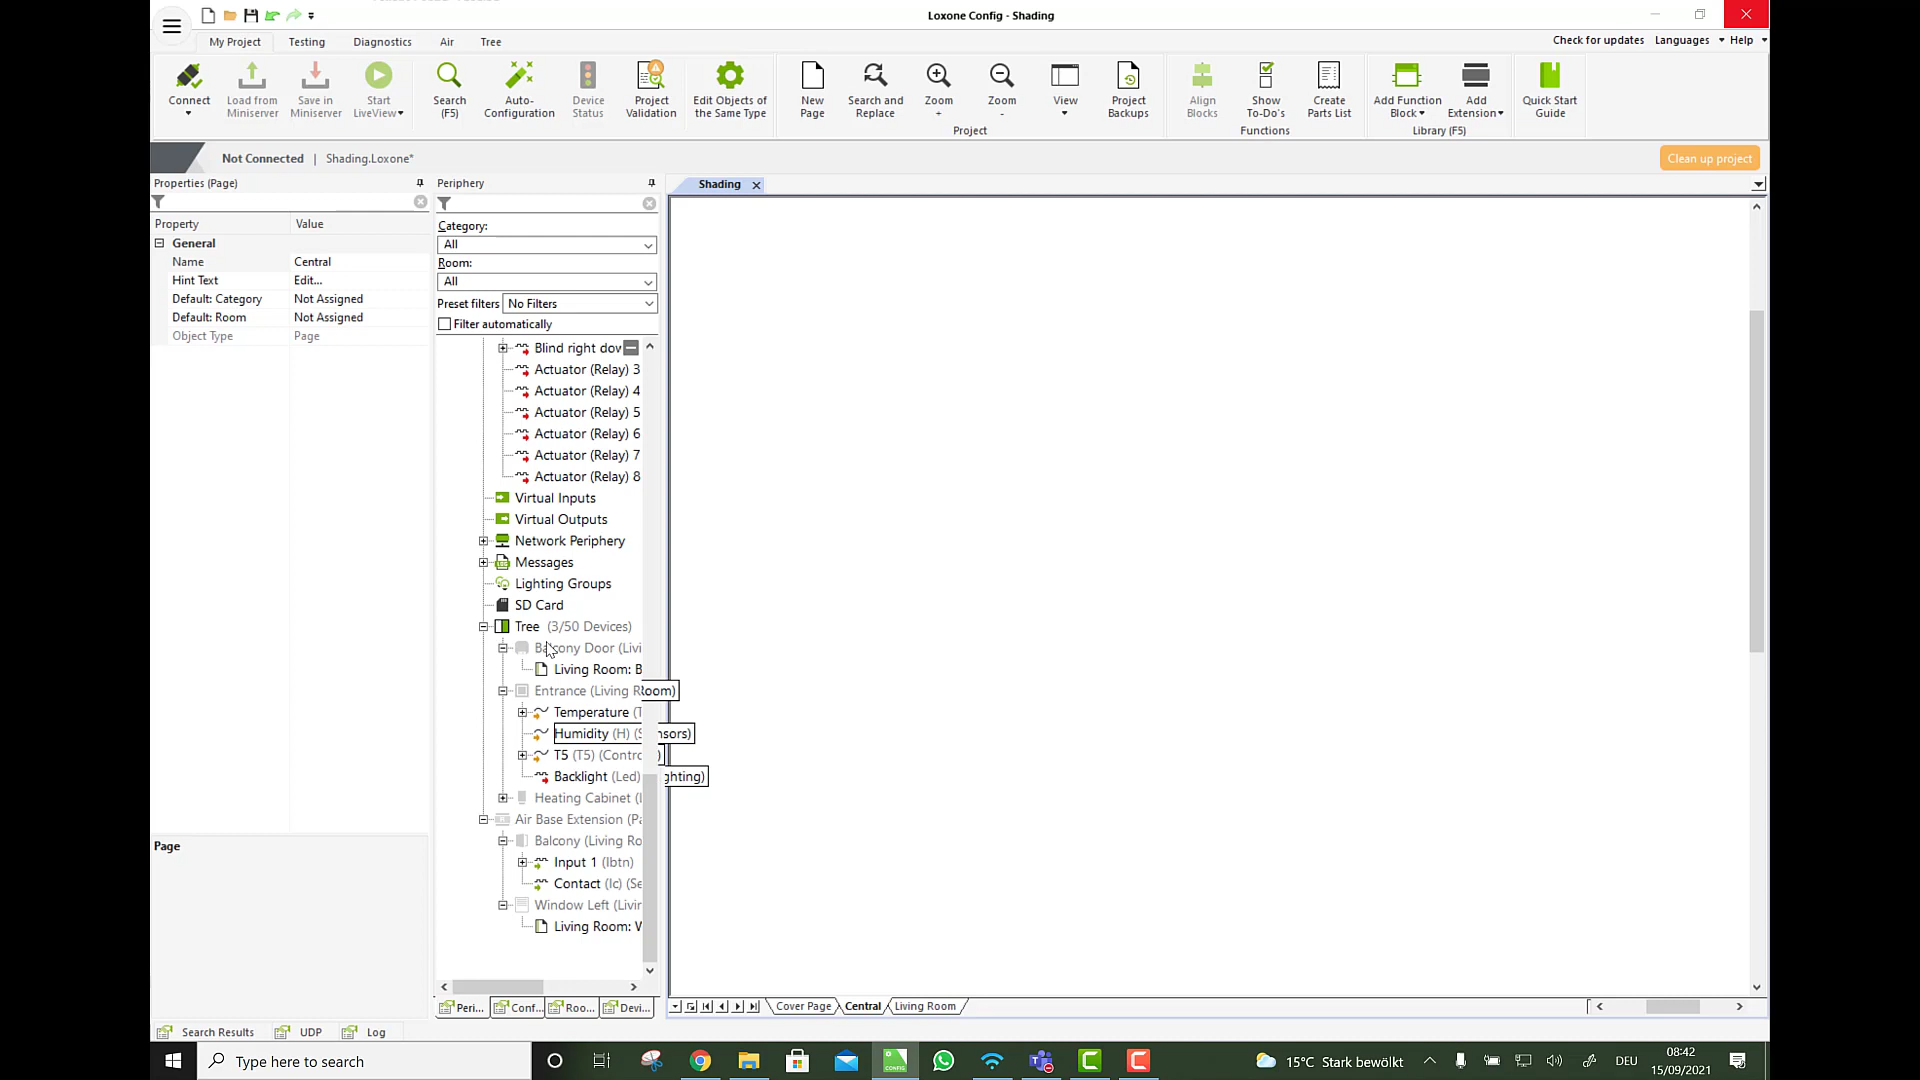 Loxone Config - Shading
My Project Testing Diagnostics Air Tree
Check for updates Languages Help
Connect
Load from Miniserver
Save in Miniserver
Start LiveView
Search (F5)
Auto-Configuration
Device Status
Project Validation
Edit Objects of the Same Type
New Page
Search and Replace
Zoom +
Zoom -
View
Project Backups
Align Blocks
Show To-Do's
Create Parts List
Add Function Block
Add Extension
Quick Start Guide
Project
Functions
Library (F5)
Not Connected | Shading.Loxone*
Clean up project
Properties (Page)
Property Value
General
Name Central
Hint Text Edit...
Default: Category Not Assigned
Default: Room Not Assigned
Object Type Page
Page
Periphery
Category:
All
Room:
All
Preset filters No Filters
Filter automatically
Blind right dov
Actuator (Relay) 3
Actuator (Relay) 4
Actuator (Relay) 5
Actuator (Relay) 6
Actuator (Relay) 7
Actuator (Relay) 8
Virtual Inputs
Virtual Outputs
Network Periphery
Messages
Lighting Groups
SD Card
Tree (3/50 Devices)
Balcony Door (Livi
Living Room: B
Entrance (Living Room)
Temperature (T
Humidity (H) (Sensors)
T5 (T5) (Contro )
Backlight (Led) ghting)
Heating Cabinet (L
Air Base Extension (Pa
Balcony (Living Ro
Input 1 (Ibtn)
Contact (Ic) (Se
Window Left (Livin
Living Room: W
Peri... Conf... Roo... Devi...
Shading
Cover Page Central Living Room
Search Results UDP Log
Type here to search
CONFIG
15°C Stark bewölkt
DEU
08:42
15/09/2021